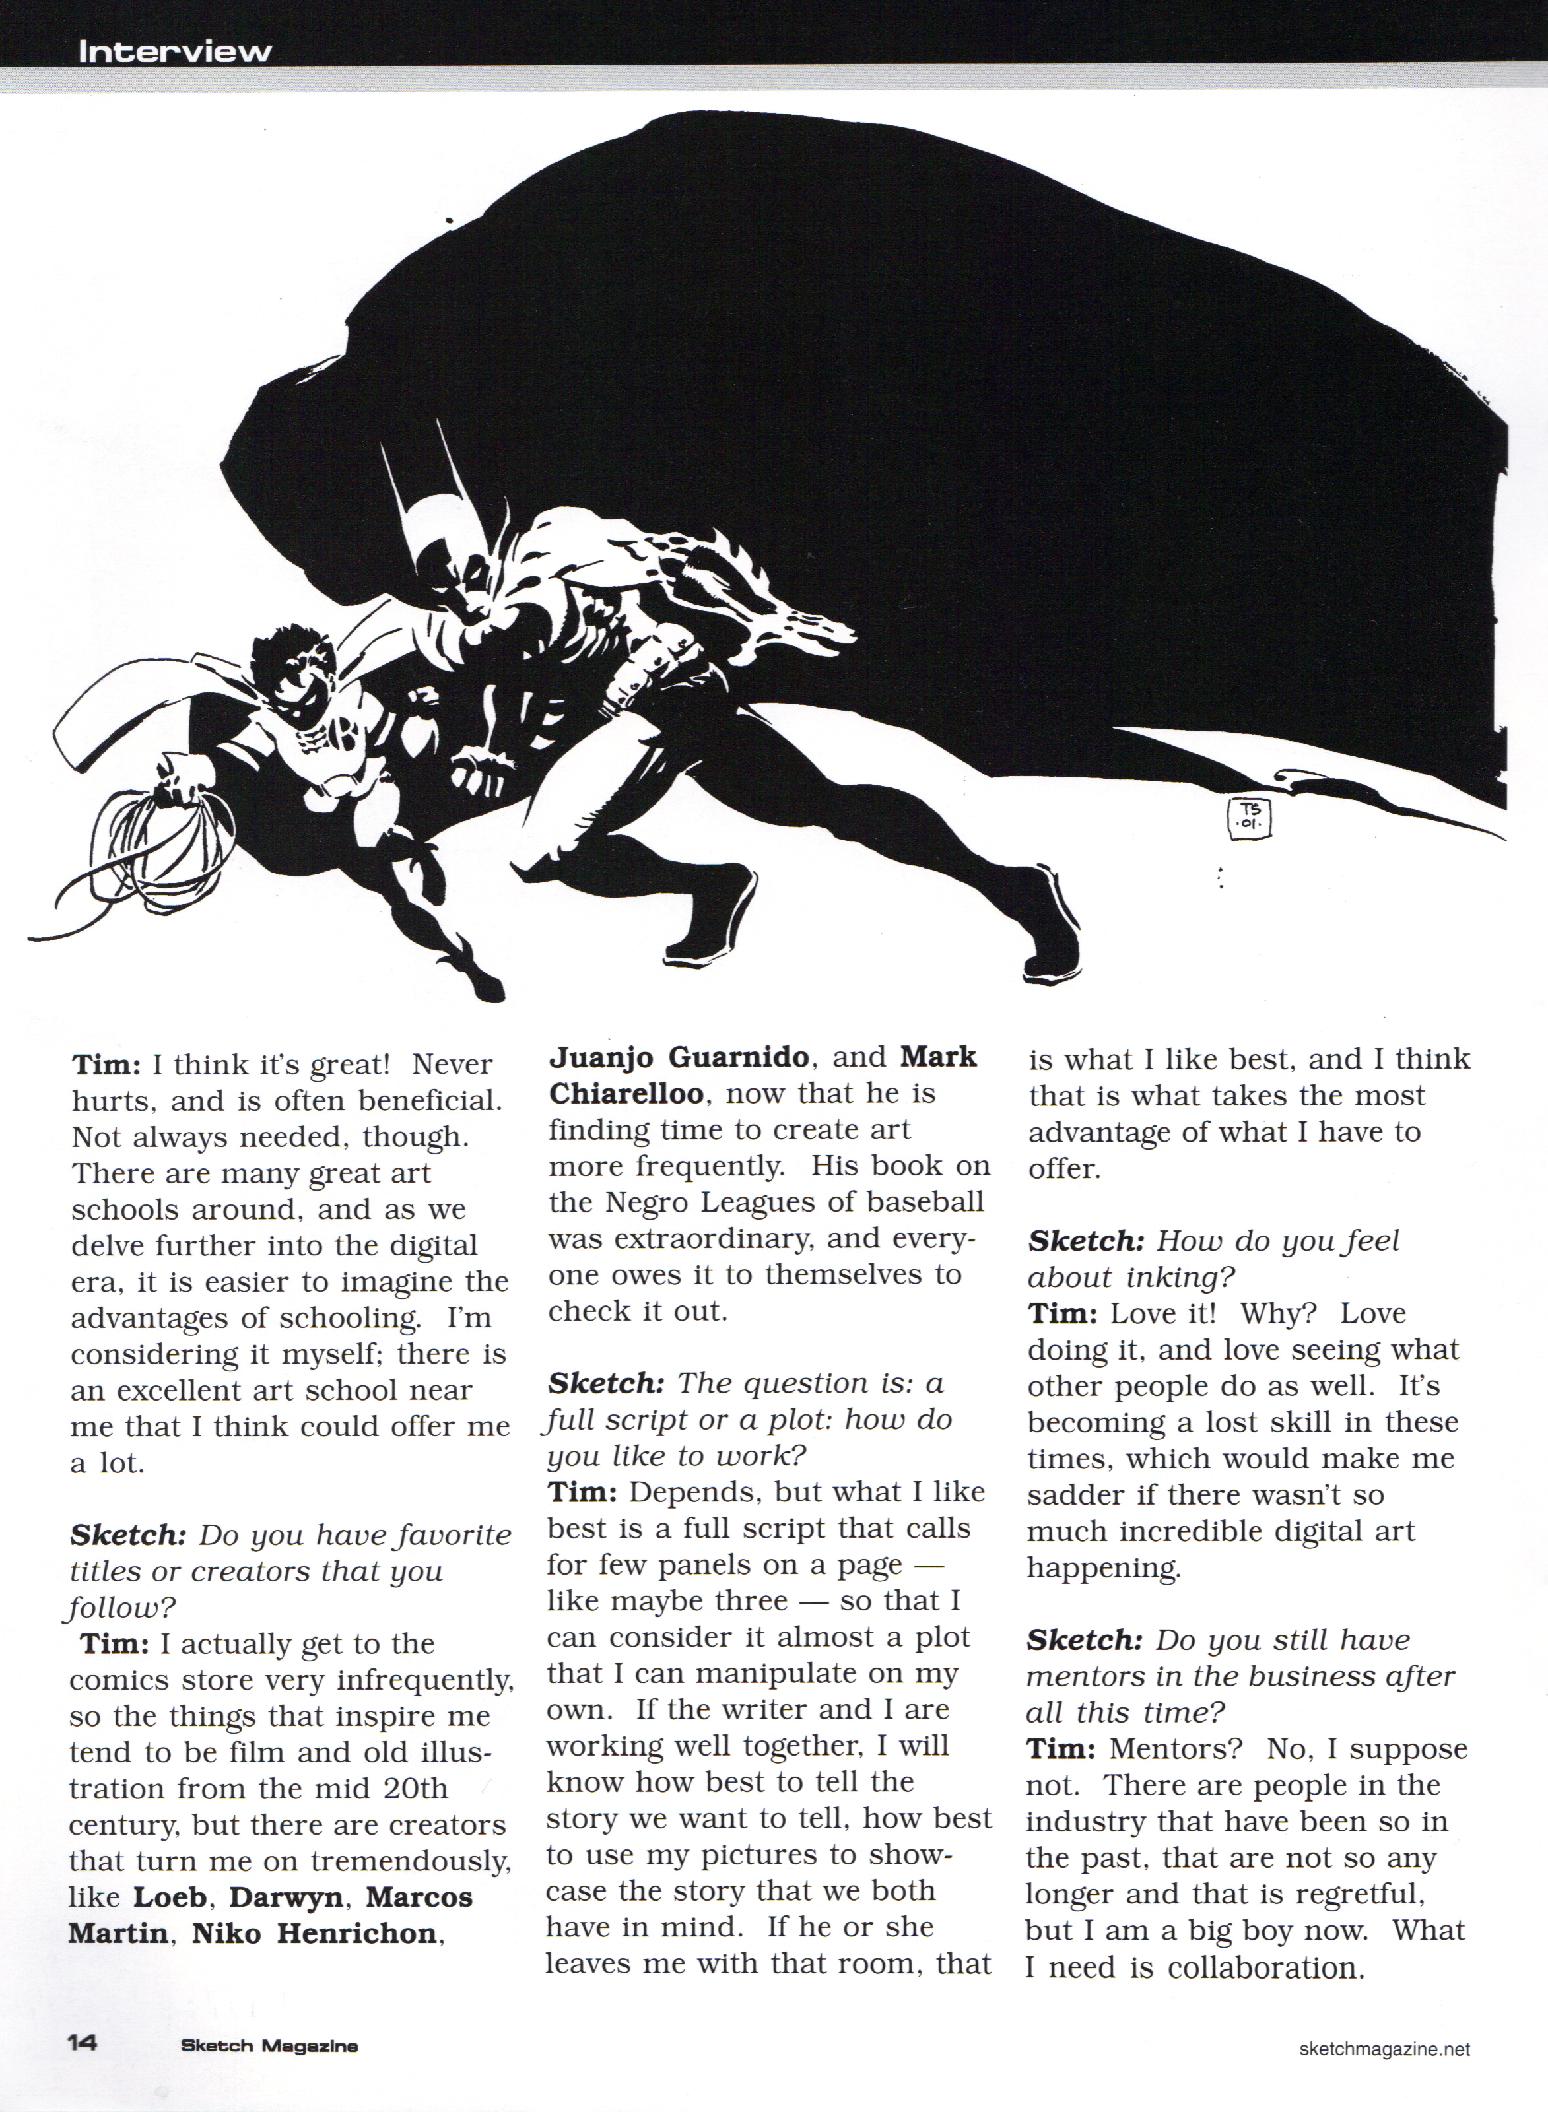 Interview
B
TS
·01·
Tim: I think it's great!  Never
hurts, and is often beneficial.
Not always needed, though.
There are many great art
schools around, and as we
delve further into the digital
era, it is easier to imagine the
advantages of schooling.  I'm
considering it myself; there is
an excellent art school near
me that I think could offer me
a lot.
Sketch: Do you have favorite
titles or creators that you
follow?
Tim: I actually get to the
comics store very infrequently,
so the things that inspire me
tend to be film and old illus-
tration from the mid 20th
century, but there are creators
that turn me on tremendously,
like Loeb, Darwyn, Marcos
Martin, Niko Henrichon,
Juanjo Guarnido, and Mark
Chiarelloo, now that he is
finding time to create art
more frequently.  His book on
the Negro Leagues of baseball
was extraordinary, and every-
one owes it to themselves to
check it out.
Sketch: The question is: a
full script or a plot: how do
you like to work?
Tim: Depends, but what I like
best is a full script that calls
for few panels on a page —
like maybe three — so that I
can consider it almost a plot
that I can manipulate on my
own.  If the writer and I are
working well together, I will
know how best to tell the
story we want to tell, how best
to use my pictures to show-
case the story that we both
have in mind.  If he or she
leaves me with that room, that
is what I like best, and I think
that is what takes the most
advantage of what I have to
offer.
Sketch: How do you feel
about inking?
Tim: Love it!  Why?  Love
doing it, and love seeing what
other people do as well.  It's
becoming a lost skill in these
times, which would make me
sadder if there wasn't so
much incredible digital art
happening.
Sketch: Do you still have
mentors in the business after
all this time?
Tim: Mentors?  No, I suppose
not.  There are people in the
industry that have been so in
the past, that are not so any
longer and that is regretful,
but I am a big boy now.  What
I need is collaboration.
14
Sketch Magazine
sketchmagazine.net